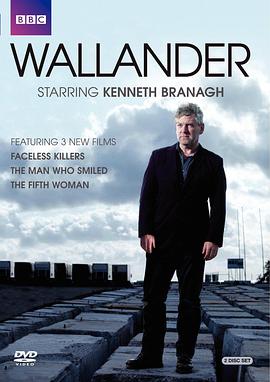 BBC
WALLANDER
STARRING KENNETH BRANAGH
FEATURING 3 NEW FILMS
FACELESS KILLERS
THE MAN WHO SMILED
THE FIFTH WOMAN
DVD
VIDEO
2 DISC SET